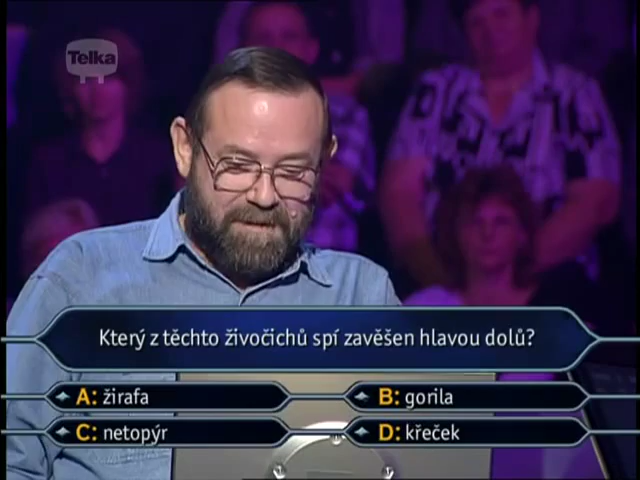 Telka
Který z těchto živočichů spí zavěšen hlavou dolů?
A: žirafa
B: gorila
C: netopýr
D: křeček